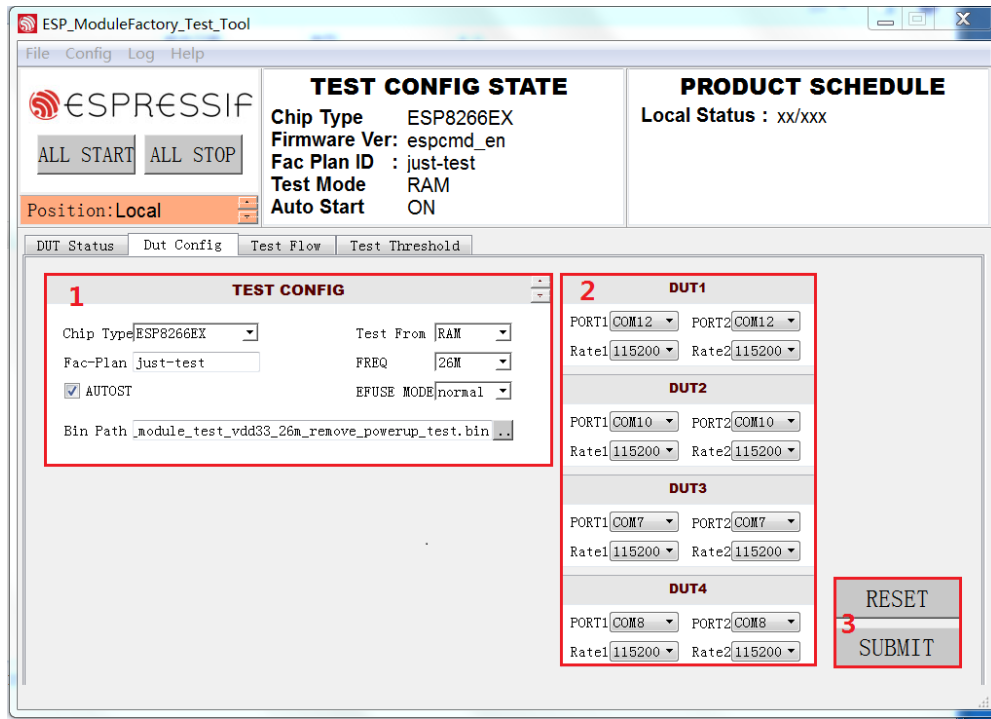 ESP_ModuleFactory_Test_Tool
File Config Log Help
ESPRESSIF
ALL START ALL STOP
Position:Local
TEST CONFIG STATE
Chip Type ESP8266EX
Firmware Ver: espcmd_en
Fac Plan ID : just-test
Test Mode RAM
Auto Start ON
PRODUCT SCHEDULE
Local Status : xx/xxx
DUT Status Dut Config Test Flow Test Threshold
1
TEST CONFIG
Chip Type ESP8266EX Test From RAM
Fac-Plan just-test FREQ 26M
AUTOST EFUSE MODE normal
Bin Path _module_test_vdd33_26m_remove_powerup_test.bin ..
2
DUT1
PORT1 COM12 PORT2 COM12
Rate1 115200 Rate2 115200
DUT2
PORT1 COM10 PORT2 COM10
Rate1 115200 Rate2 115200
DUT3
PORT1 COM7 PORT2 COM7
Rate1 115200 Rate2 115200
DUT4
PORT1 COM8 PORT2 COM8
Rate1 115200 Rate2 115200
RESET
3
SUBMIT